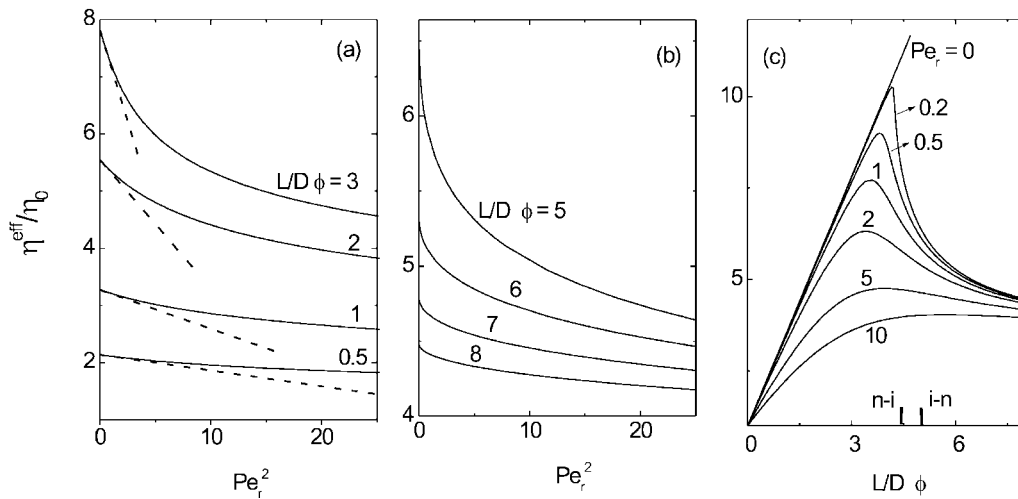 (a)
η^eff/η_0
8
6
4
2
L/D ϕ = 3
2
1
0.5
0 10 20
Pe_r^2
(b)
6
5
4
L/D ϕ = 5
6
7
8
0 10 20
Pe_r^2
(c)
10
5
Pe_r = 0
0.2
0.5
1
2
5
10
n-i i-n
0 3 6
L/D ϕ